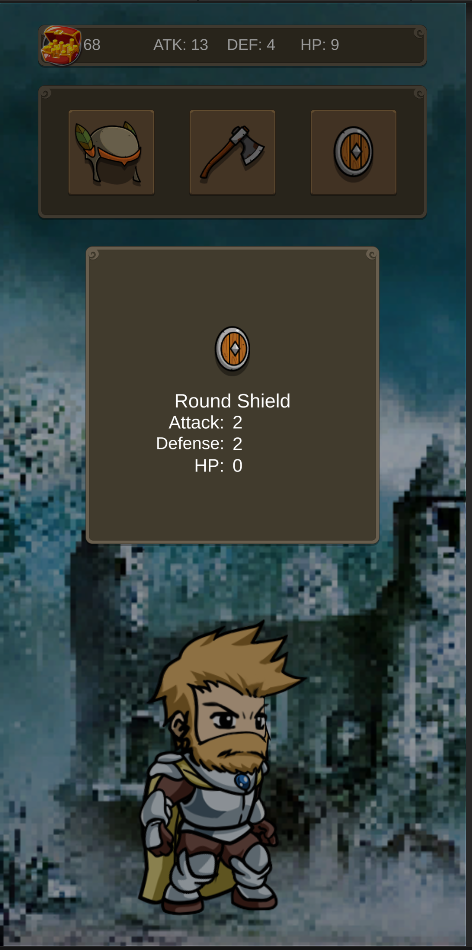 68 ATK: 13 DEF: 4 HP: 9
Round Shield
Attack: 2
Defense: 2
HP: 0